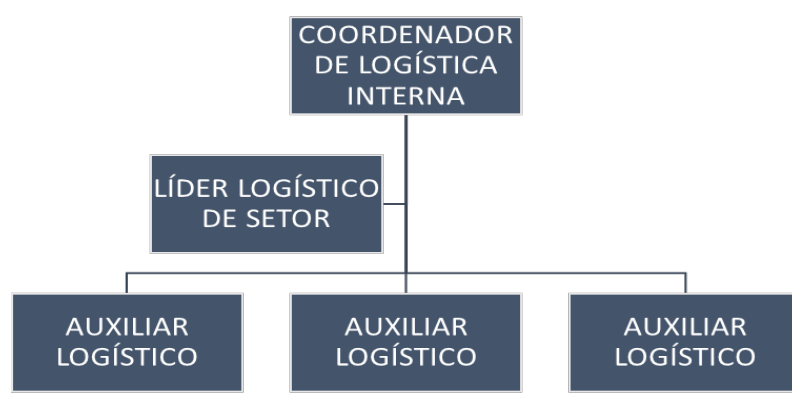 COORDENADOR
DE LOGÍSTICA
INTERNA
LÍDER LOGÍSTICO
DE SETOR
AUXILIAR
LOGÍSTICO
AUXILIAR
LOGÍSTICO
AUXILIAR
LOGÍSTICO